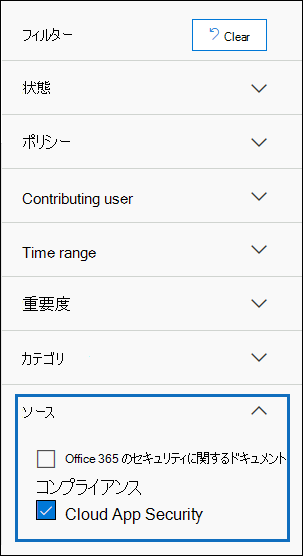 フィルター
Clear
状態
ポリシー
Contributing user
Time range
重要度
カテゴリ
ソース
Office 365 のセキュリティに関するドキュメント
コンプライアンス
Cloud App Security